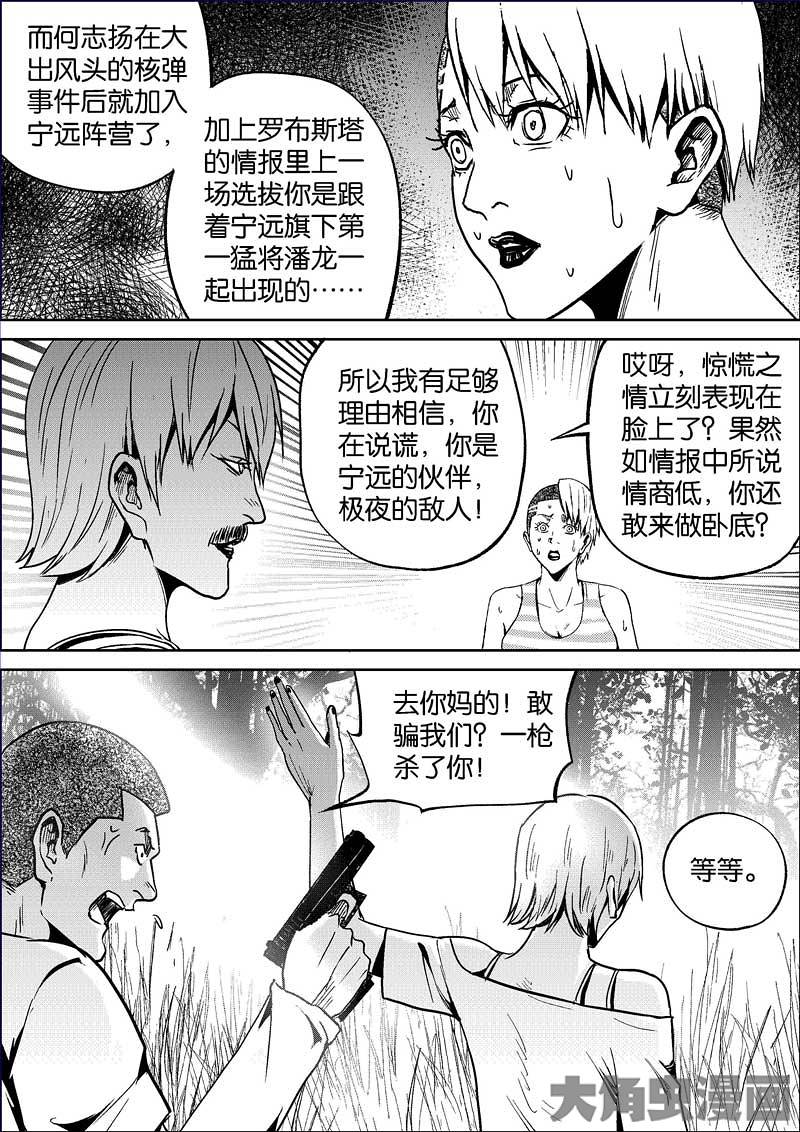 而何志扬在大
出风头的核弹
事件后就加入
宁远阵营了，
加上罗布斯塔
的情报里上一
场选拔你是跟
着宁远旗下第
一猛将潘龙一
起出现的……
所以我有足够
理由相信，你
在说谎，你是
宁远的伙伴，
极夜的敌人！
哎呀，惊慌之
情立刻表现在
脸上了？果然
如情报中所说
情商低，你还
敢来做卧底？
去你妈的！敢
骗我们？一枪
杀了你！
等等。
大角虫漫画